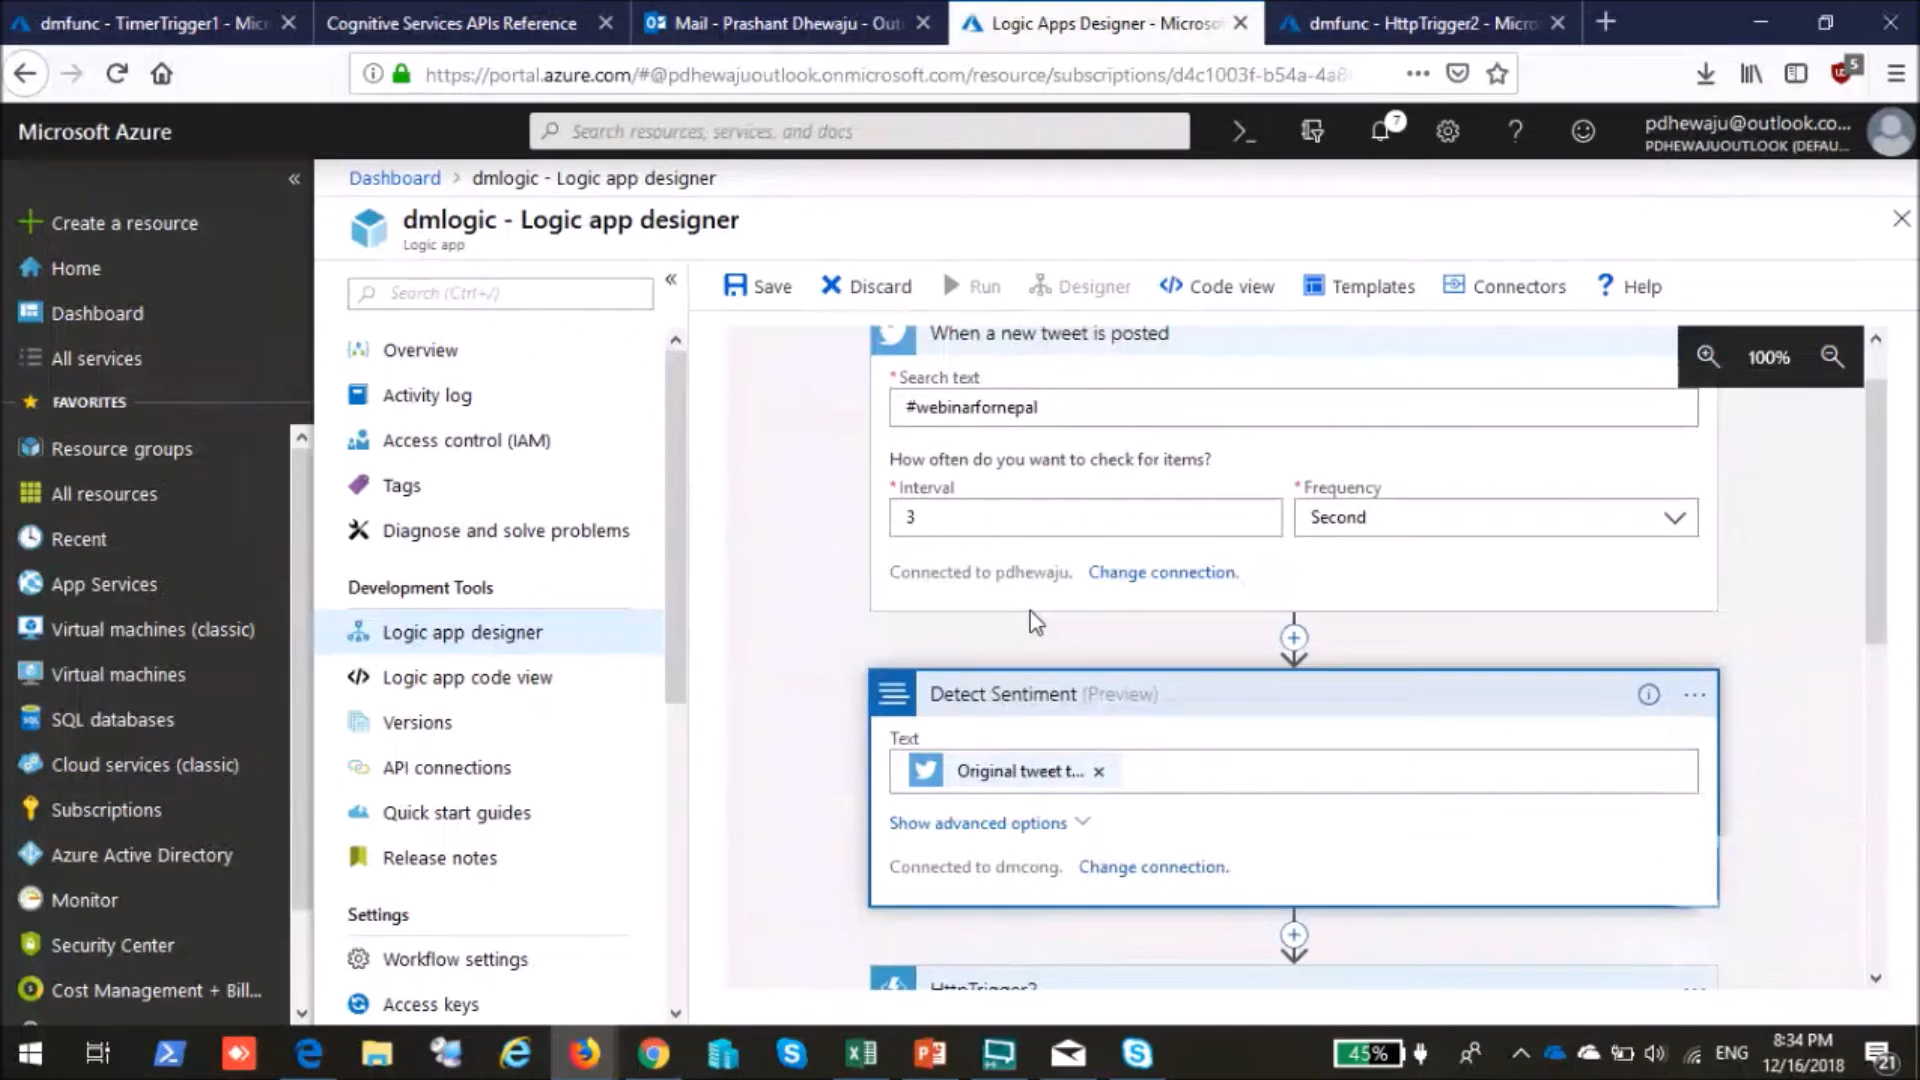 dmfunc - TimerTrigger1 - Micr
Cognitive Services APIs Reference
Mail - Prashant Dhewaju - Out
Logic Apps Designer - Microso
dmfunc - HttpTrigger2 - Micro
https://portal.azure.com/#@pdhewajuoutlook.onmicrosoft.com/resource/subscriptions/d4c1003f-b54a-4a8
5
Microsoft Azure
Search resources, services, and docs
7
pdhewaju@outlook.co...
PDHEWAJUOUTLOOK (DEFAU...
Create a resource
Home
Dashboard
All services
FAVORITES
Resource groups
All resources
Recent
App Services
Virtual machines (classic)
Virtual machines
SQL databases
Cloud services (classic)
Subscriptions
Azure Active Directory
Monitor
Security Center
Cost Management + Bill...
Dashboard > dmlogic - Logic app designer
dmlogic - Logic app designer
Logic app
Search (Ctrl+/)
Overview
Activity log
Access control (IAM)
Tags
Diagnose and solve problems
Development Tools
Logic app designer
Logic app code view
Versions
API connections
Quick start guides
Release notes
Settings
Workflow settings
Access keys
Save
Discard
Run
Designer
Code view
Templates
Connectors
Help
100%
When a new tweet is posted
* Search text
#webinarfornepal
How often do you want to check for items?
* Interval
* Frequency
3
Second
Connected to pdhewaju. Change connection.
Detect Sentiment (Preview)
Text
Original tweet t...
Show advanced options
Connected to dmcong. Change connection.
HttpTrigger2
45%
ENG
8:34 PM
12/16/2018
21